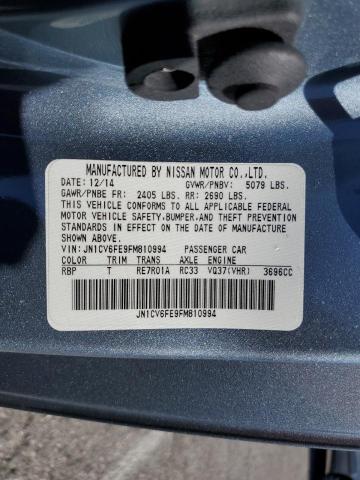 MANUFACTURED BY NISSAN MOTOR CO.,LTD.
DATE: 12/14 GVWR/PNBV: 5079 LBS.
GAWR/PNBE FR: 2405 LBS. RR: 2690 LBS.
THIS VEHICLE CONFORMS TO ALL APPLICABLE FEDERAL
MOTOR VEHICLE SAFETY,BUMPER,AND THEFT PREVENTION
STANDARDS IN EFFECT ON THE DATE OF MANUFACTURE
SHOWN ABOVE.
VIN: JN1CV6FE9FM810994 PASSENGER CAR
COLOR TRIM TRANS AXLE ENGINE
RBP T RE7R01A RC33 VQ37(VHR) 3696CC
JN1CV6FE9FM810994